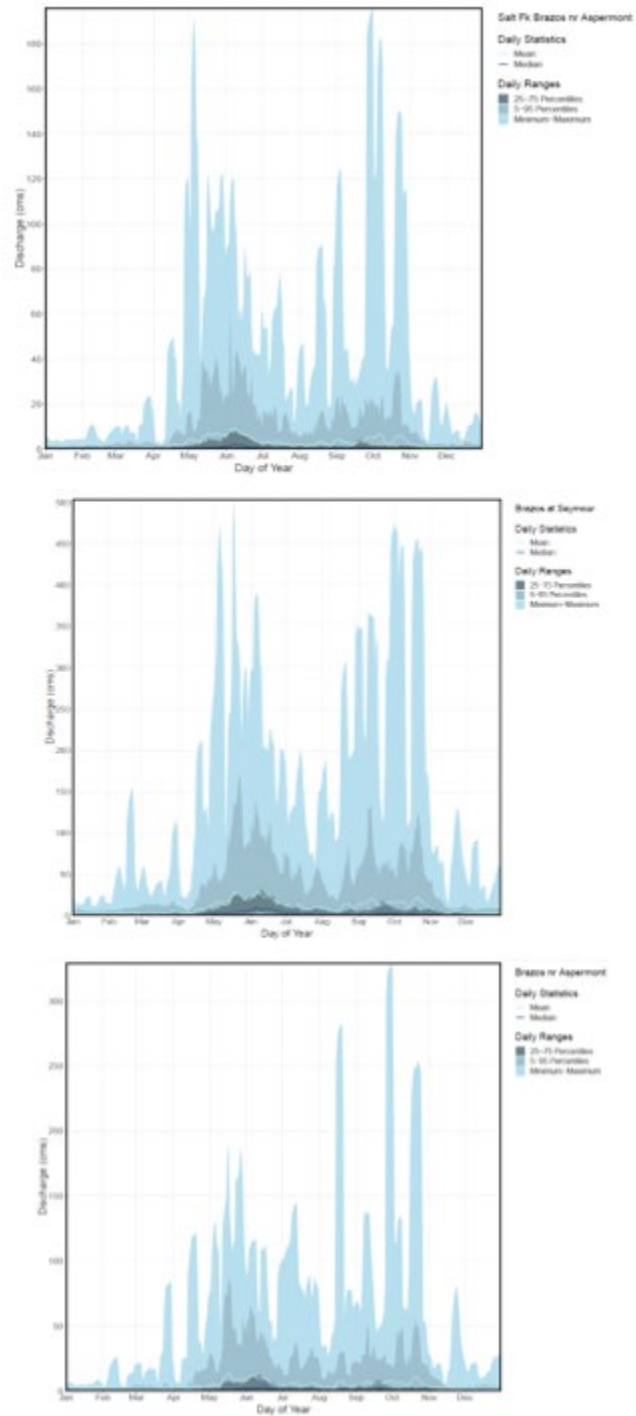 Salt Fk Brazos nr Aspermont
Daily Statistics
Mean
Median
Daily Ranges
25-75 Percentiles
5-95 Percentiles
Minimum-Maximum
Discharge (cms)
180
160
140
120
100
80
60
40
20
0
Jan Feb Mar Apr May Jun Jul Aug Sep Oct Nov Dec
Day of Year
Brazos at Seymour
Daily Statistics
Mean
Median
Daily Ranges
25-75 Percentiles
5-95 Percentiles
Minimum-Maximum
Discharge (cms)
500
450
400
350
300
250
200
150
100
50
0
Jan Feb Mar Apr May Jun Jul Aug Sep Oct Nov Dec
Day of Year
Brazos nr Aspermont
Daily Statistics
Mean
Median
Daily Ranges
25-75 Percentiles
5-95 Percentiles
Minimum-Maximum
Discharge (cms)
300
250
200
150
100
50
0
Jan Feb Mar Apr May Jun Jul Aug Sep Oct Nov Dec
Day of Year